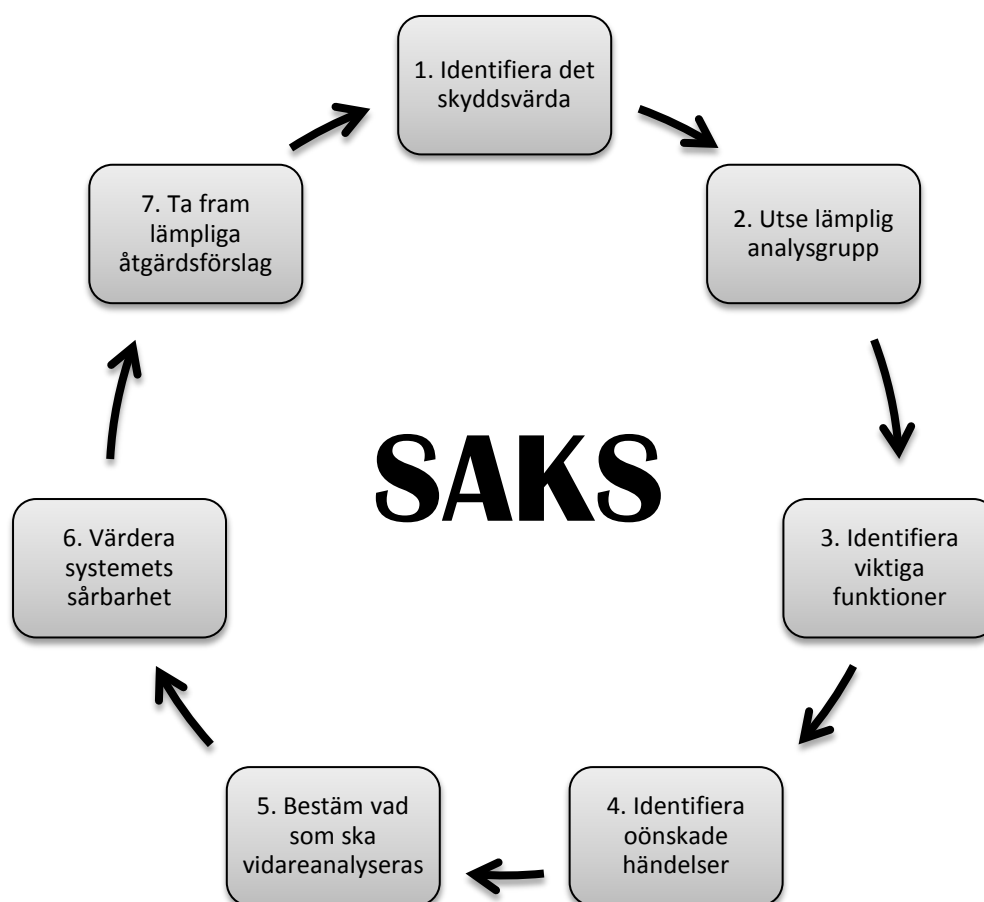 1. Identifiera det
skyddsvärda
2. Utse lämplig
analysgrupp
3. Identifiera
viktiga
funktioner
4. Identifiera
oönskade
händelser
5. Bestäm vad
som ska
vidareanalyseras
6. Värdera
systemets
sårbarhet
7. Ta fram
lämpliga
åtgärdsförslag
SAKS